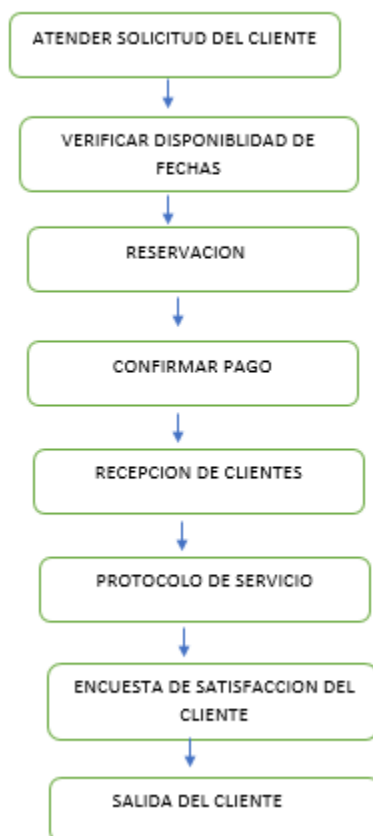 ATENDER SOLICITUD DEL CLIENTE
VERIFICAR DISPONIBLIDAD DE
FECHAS
RESERVACION
CONFIRMAR PAGO
RECEPCION DE CLIENTES
PROTOCOLO DE SERVICIO
ENCUESTA DE SATISFACCION DEL
CLIENTE
SALIDA DEL CLIENTE